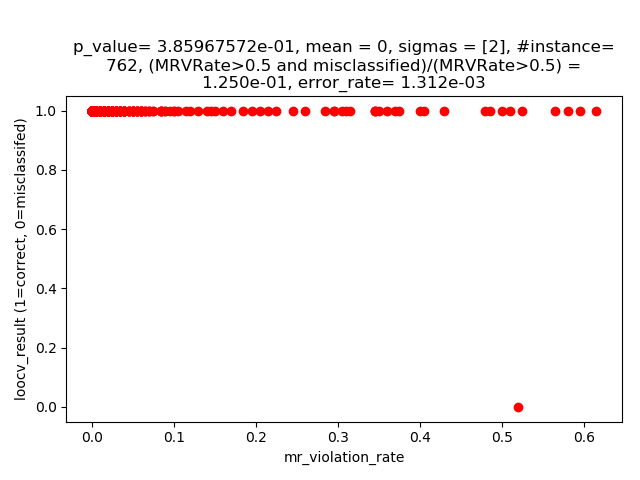 p_value= 3.85967572e-01, mean = 0, sigmas = [2], #instance=
762, (MRVRate>0.5 and misclassified)/(MRVRate>0.5) =
1.250e-01, error_rate= 1.312e-03
loocv_result (1=correct, 0=misclassifed)
1.0
0.8
0.6
0.4
0.2
0.0
0.0 0.1 0.2 0.3 0.4 0.5 0.6
mr_violation_rate